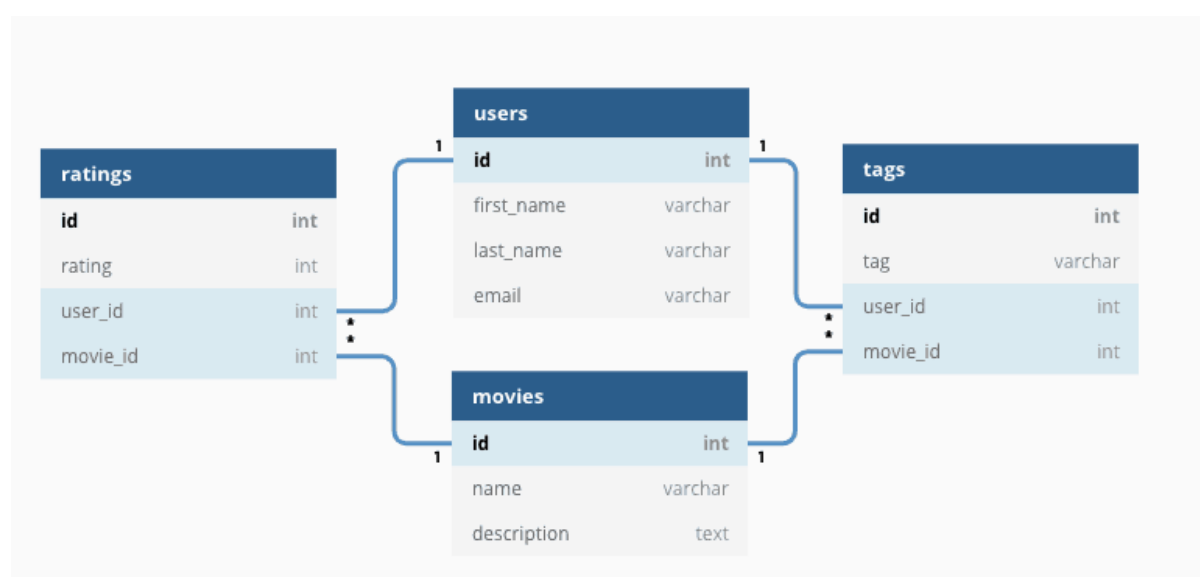 ratings
id int
rating int
user_id int
movie_id int
*
*
1
1
users
id int
first_name varchar
last_name varchar
email varchar
movies
id int
name varchar
description text
1
1
*
*
tags
id int
tag varchar
user_id int
movie_id int